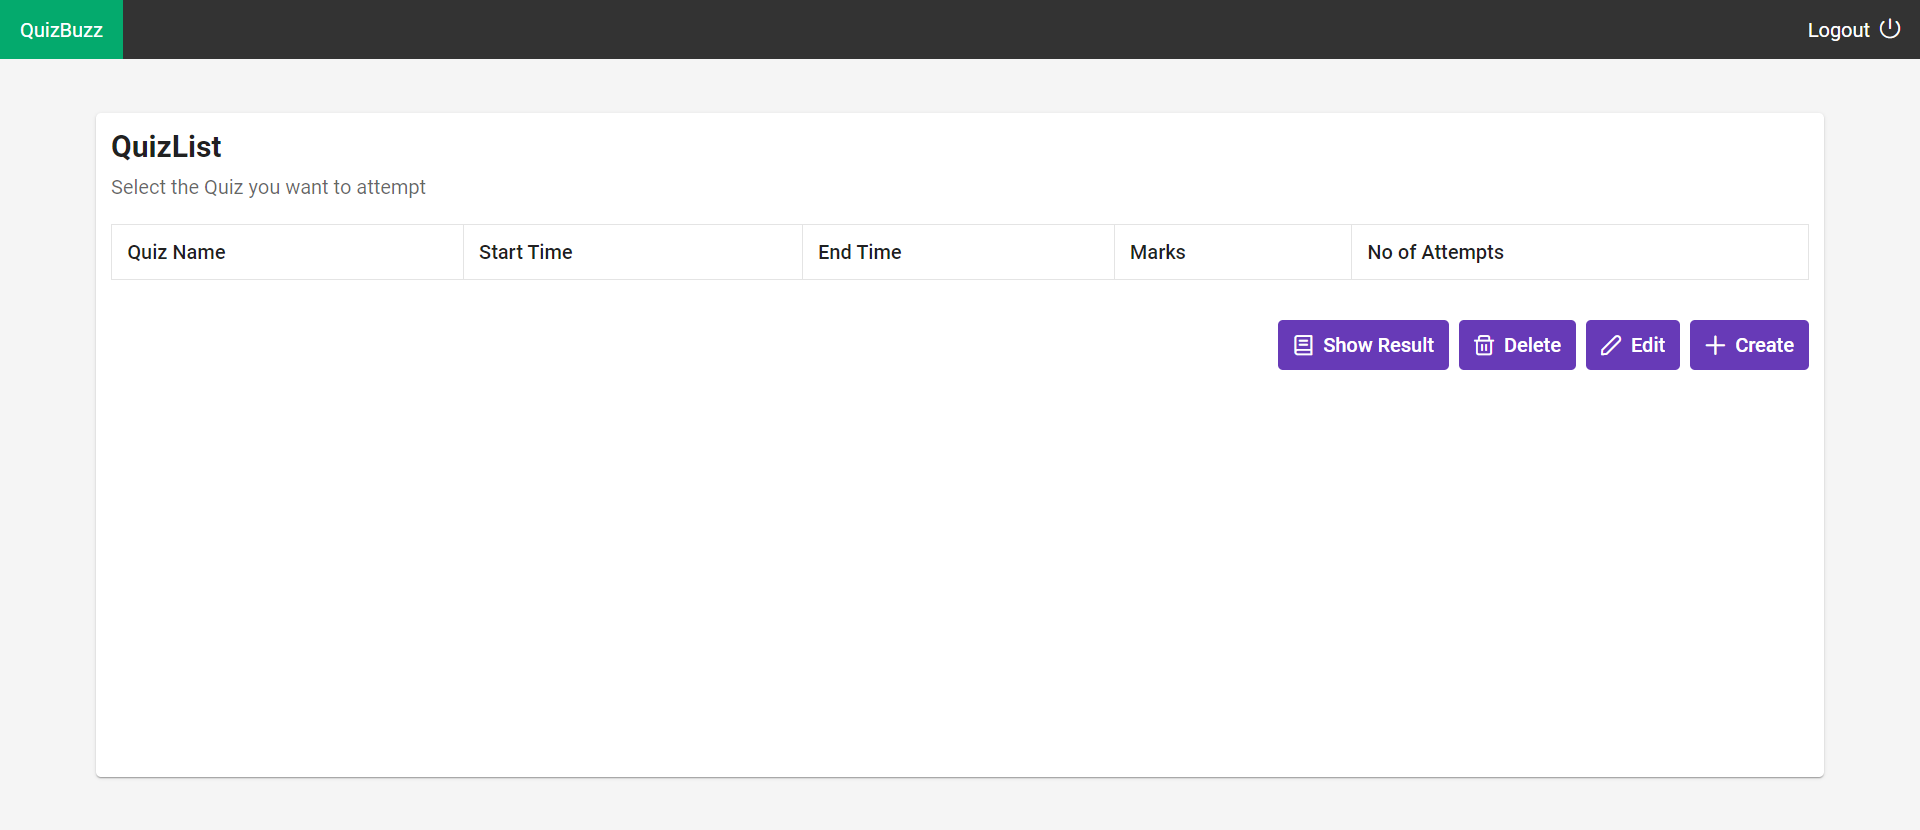 QuizBuzz Logout
QuizList
Select the Quiz you want to attempt
Quiz Name Start Time End Time Marks No of Attempts
Show Result Delete Edit Create